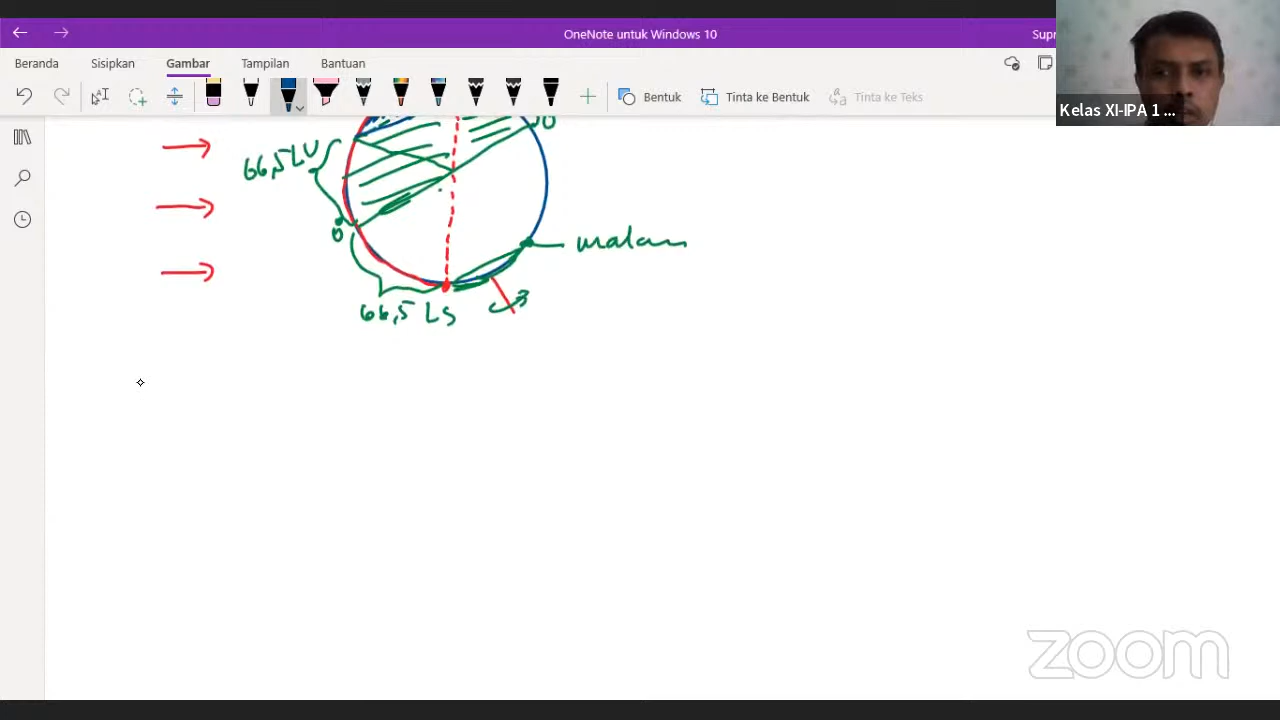 OneNote untuk Windows 10
Beranda
Sisipkan
Gambar
Tampilan
Bantuan
Bentuk
Tinta ke Bentuk
Tinta ke Teks
Kelas XI-IPA 1 ...
0
66,5 LU
0
malam
66,5 LS
zoom